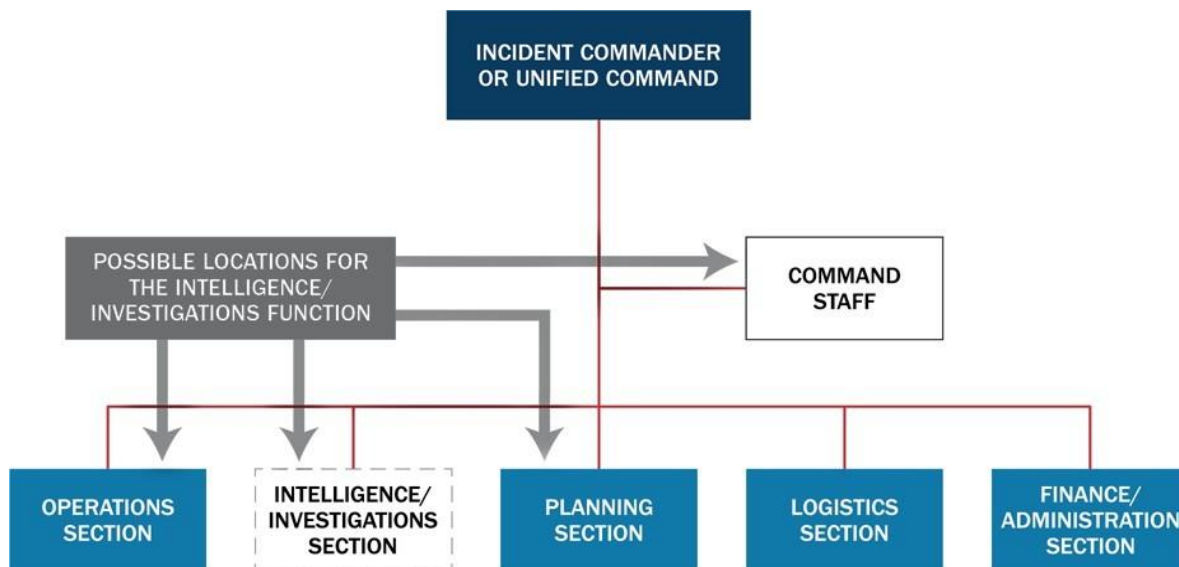 INCIDENT COMMANDER
OR UNIFIED COMMAND
POSSIBLE LOCATIONS FOR
THE INTELLIGENCE/
INVESTIGATIONS FUNCTION
COMMAND
STAFF
OPERATIONS
SECTION
INTELLIGENCE/
INVESTIGATIONS
SECTION
PLANNING
SECTION
LOGISTICS
SECTION
FINANCE/
ADMINISTRATION
SECTION